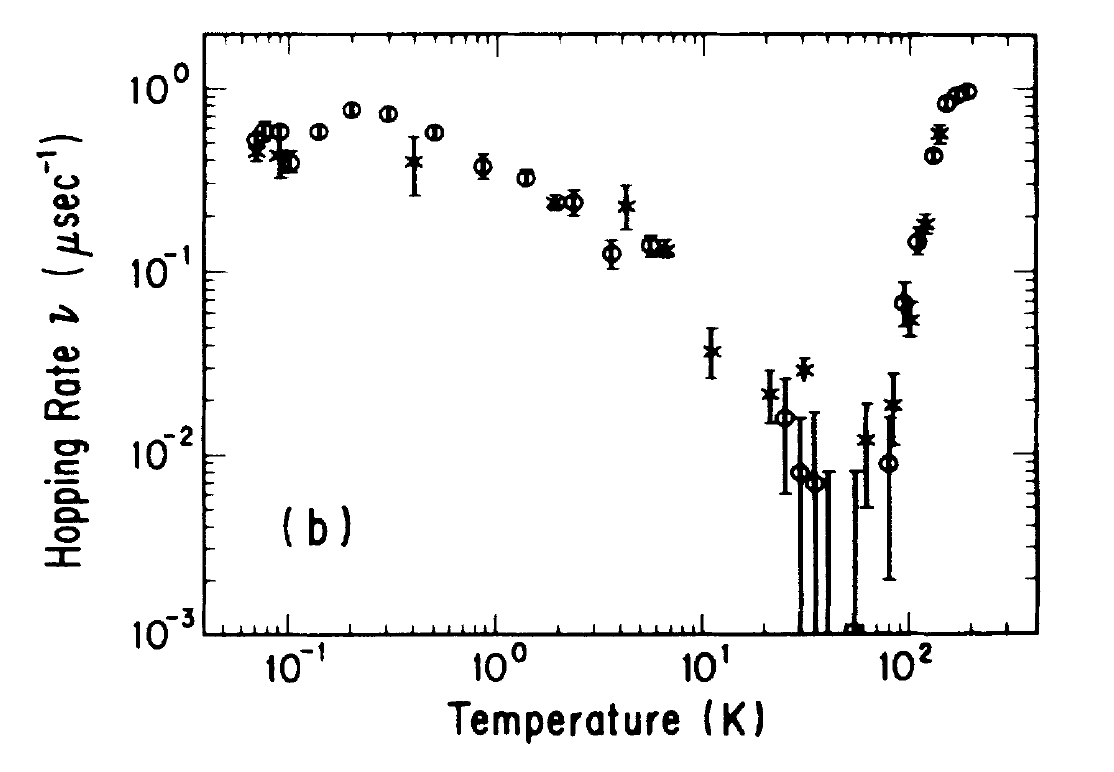 Hopping Rate ν (μsec⁻¹)
10⁰
10⁻¹
10⁻²
10⁻³
(b)
10⁻¹ 10⁰ 10¹ 10²
Temperature (K)